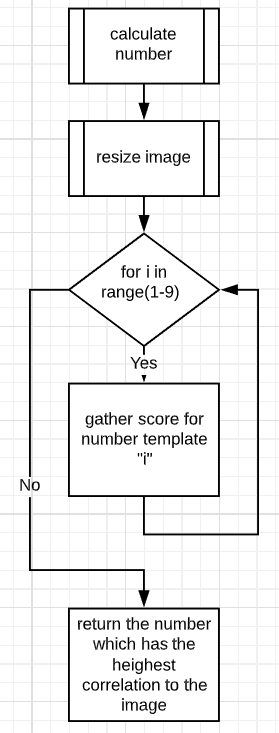 calculate
number
resize image
for i in
range(1-9)
Yes
gather score for
number template
"i"
No
return the number
which has the
heighest
correlation to the
image